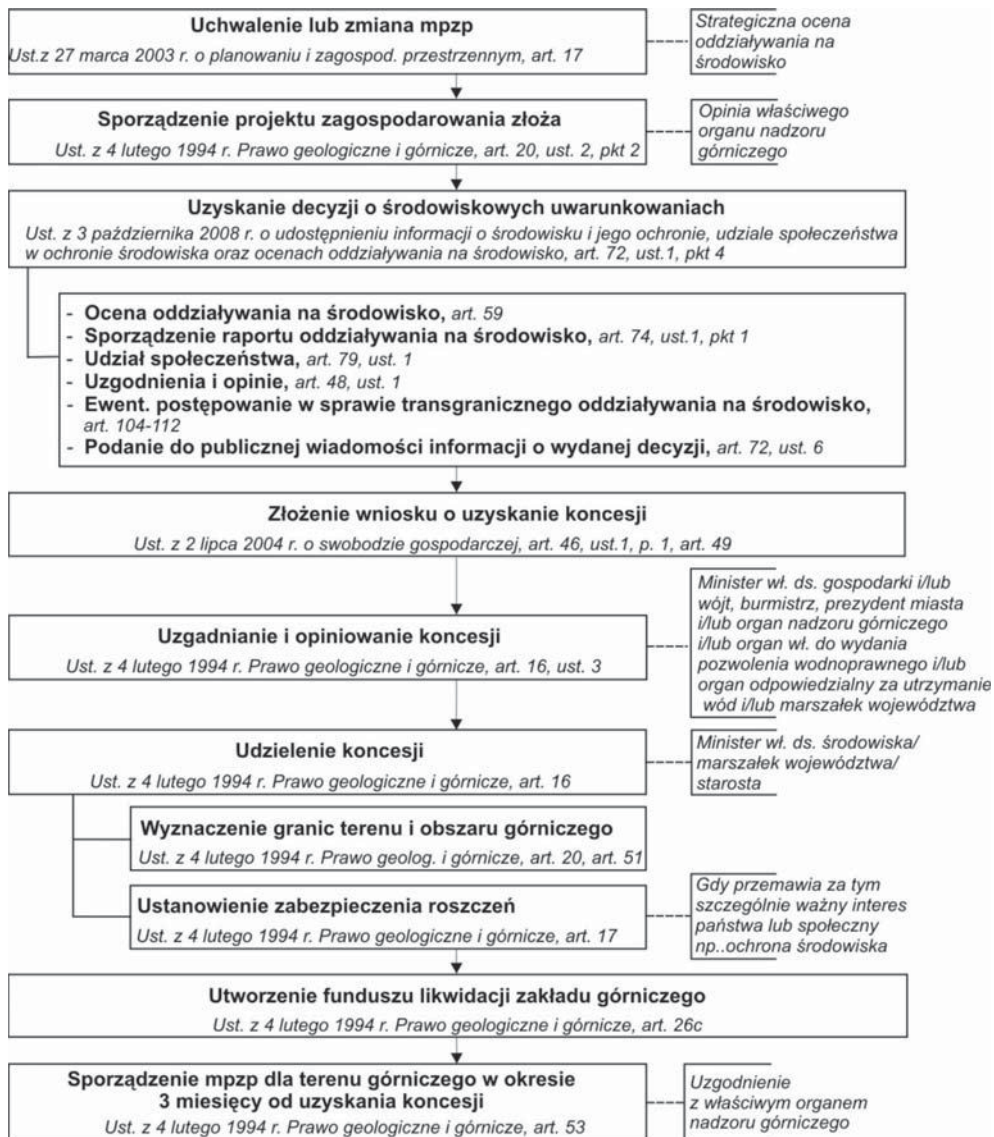 Uchwalenie lub zmiana mpzp
Ust.z 27 marca 2003 r. o planowaniu i zagospod. przestrzennym, art. 17
Strategiczna ocena
oddziaływania na
środowisko
Sporządzenie projektu zagospodarowania złoża
Ust. z 4 lutego 1994 r. Prawo geologiczne i górnicze, art. 20, ust. 2, pkt 2
Opinia właściwego
organu nadzoru
górniczego
Uzyskanie decyzji o środowiskowych uwarunkowaniach
Ust. z 3 października 2008 r. o udostępnieniu informacji o środowisku i jego ochronie, udziale społeczeństwa
w ochronie środowiska oraz ocenach oddziaływania na środowisko, art. 72, ust.1, pkt 4
- Ocena oddziaływania na środowisko, art. 59
- Sporządzenie raportu oddziaływania na środowisko, art. 74, ust.1, pkt 1
- Udział społeczeństwa, art. 79, ust. 1
- Uzgodnienia i opinie, art. 48, ust. 1
- Ewent. postępowanie w sprawie transgranicznego oddziaływania na środowisko,
art. 104-112
- Podanie do publicznej wiadomości informacji o wydanej decyzji, art. 72, ust. 6
Złożenie wniosku o uzyskanie koncesji
Ust. z 2 lipca 2004 r. o swobodzie gospodarczej, art. 46, ust.1, p. 1, art. 49
Uzgadnianie i opiniowanie koncesji
Ust. z 4 lutego 1994 r. Prawo geologiczne i górnicze, art. 16, ust. 3
Minister wł. ds. gospodarki i/lub
wójt, burmistrz, prezydent miasta
i/lub organ nadzoru górniczego
i/lub organ wł. do wydania
pozwolenia wodnoprawnego i/lub
organ odpowiedzialny za utrzymanie
wód i/lub marszałek województwa
Udzielenie koncesji
Ust. z 4 lutego 1994 r. Prawo geologiczne i górnicze, art. 16
Minister wł. ds. środowiska/
marszałek województwa/
starosta
Wyznaczenie granic terenu i obszaru górniczego
Ust. z 4 lutego 1994 r. Prawo geolog. i górnicze, art. 20, art. 51
Ustanowienie zabezpieczenia roszczeń
Ust. z 4 lutego 1994 r. Prawo geologiczne i górnicze, art. 17
Gdy przemawia za tym
szczególnie ważny interes
państwa lub społeczny
np..ochrona środowiska
Utworzenie funduszu likwidacji zakładu górniczego
Ust. z 4 lutego 1994 r. Prawo geologiczne i górnicze, art. 26c
Sporządzenie mpzp dla terenu górniczego w okresie
3 miesięcy od uzyskania koncesji
Ust. z 4 lutego 1994 r. Prawo geologiczne i górnicze, art. 53
Uzgodnienie
z właściwym organem
nadzoru górniczego